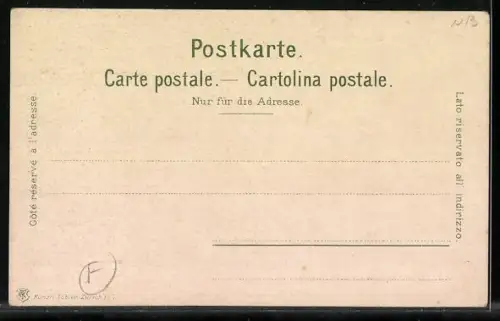 Postkarte.
Carte postale.— Cartolina postale.
Nur für die Adresse.
Côté réservé à l'adresse.
Lato riservato all' indirizzo.
F